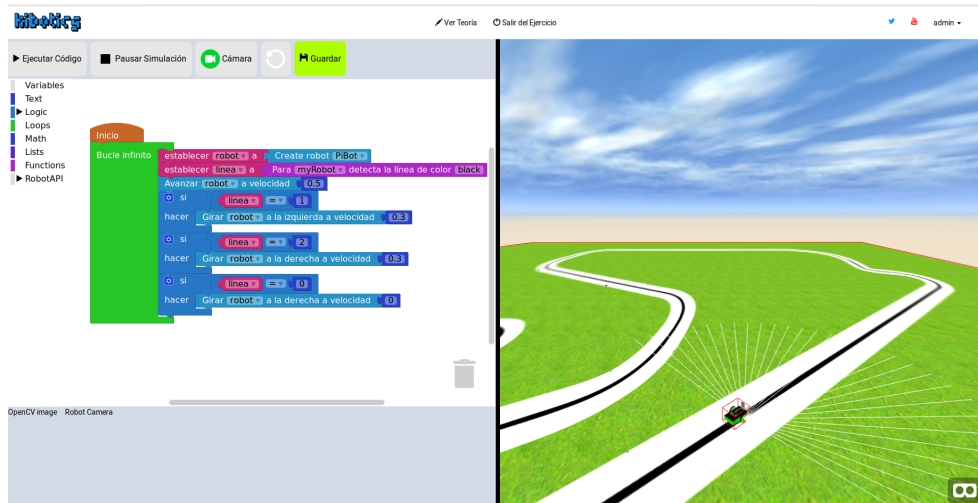 kibotics
Ver Teoría
Salir del Ejercicio
admin
Ejecutar Código
Pausar Simulación
Cámara
Guardar
Variables
Text
Logic
Loops
Math
Lists
Functions
RobotAPI
Inicio
Bucle infinito
establecer robot a Create robot PiBot
establecer linea a Para myRobot detecta la línea de color black
Avanzar robot a velocidad 0.5
si linea = 1
hacer Girar robot a la izquierda a velocidad 0.3
si linea = 2
hacer Girar robot a la derecha a velocidad 0.3
si linea = 0
hacer Girar robot a la derecha a velocidad 0
OpenCV image Robot Camera